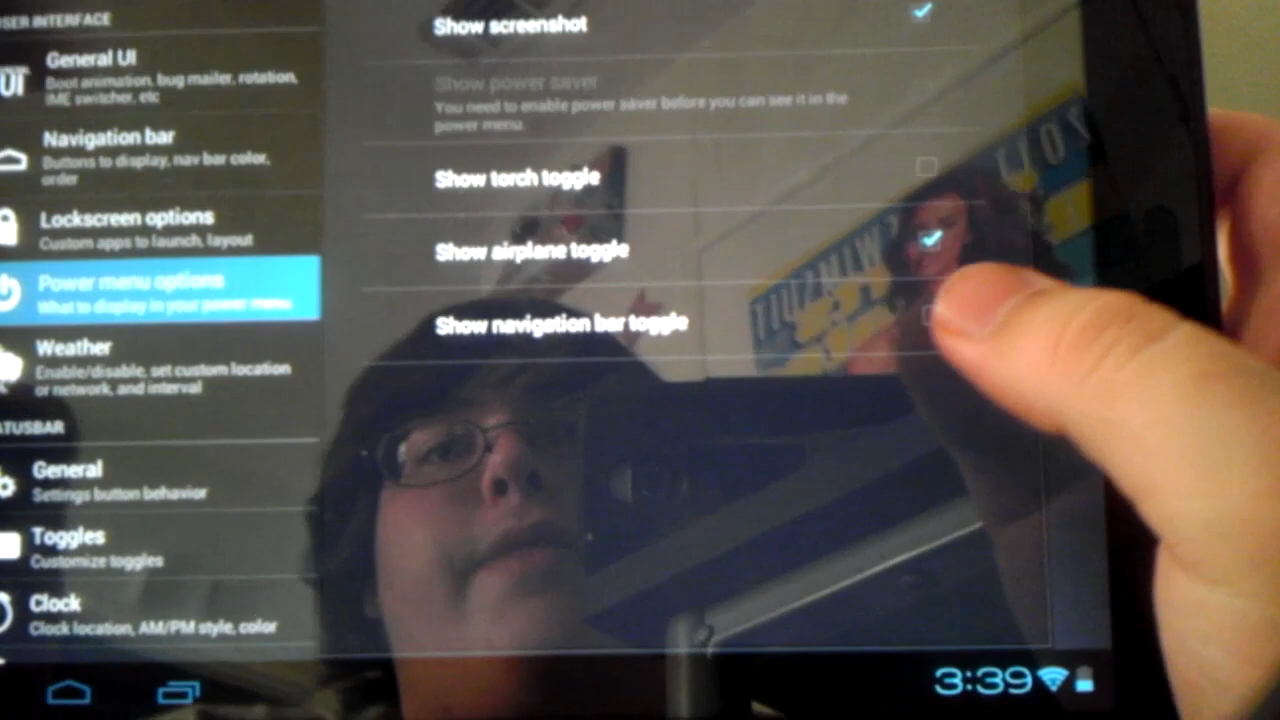 SER INTERFACE
General UI
Boot animation, bug mailer, rotation,
IME switcher, etc
UI
Navigation bar
Buttons to display, nav bar color,
order
Lockscreen options
Custom apps to launch, layout
Power menu options
What to display in your power menu
Weather
Enable/disable, set custom location
or network, and interval
ATUSBAR
General
Settings button behavior
Toggles
Customize toggles
Clock
Clock location, AM/PM style, color
Show screenshot
Show power saver
You need to enable power saver before you can see it in the
power menu.
Show torch toggle
Show airplane toggle
Show navigation bar toggle
3:39